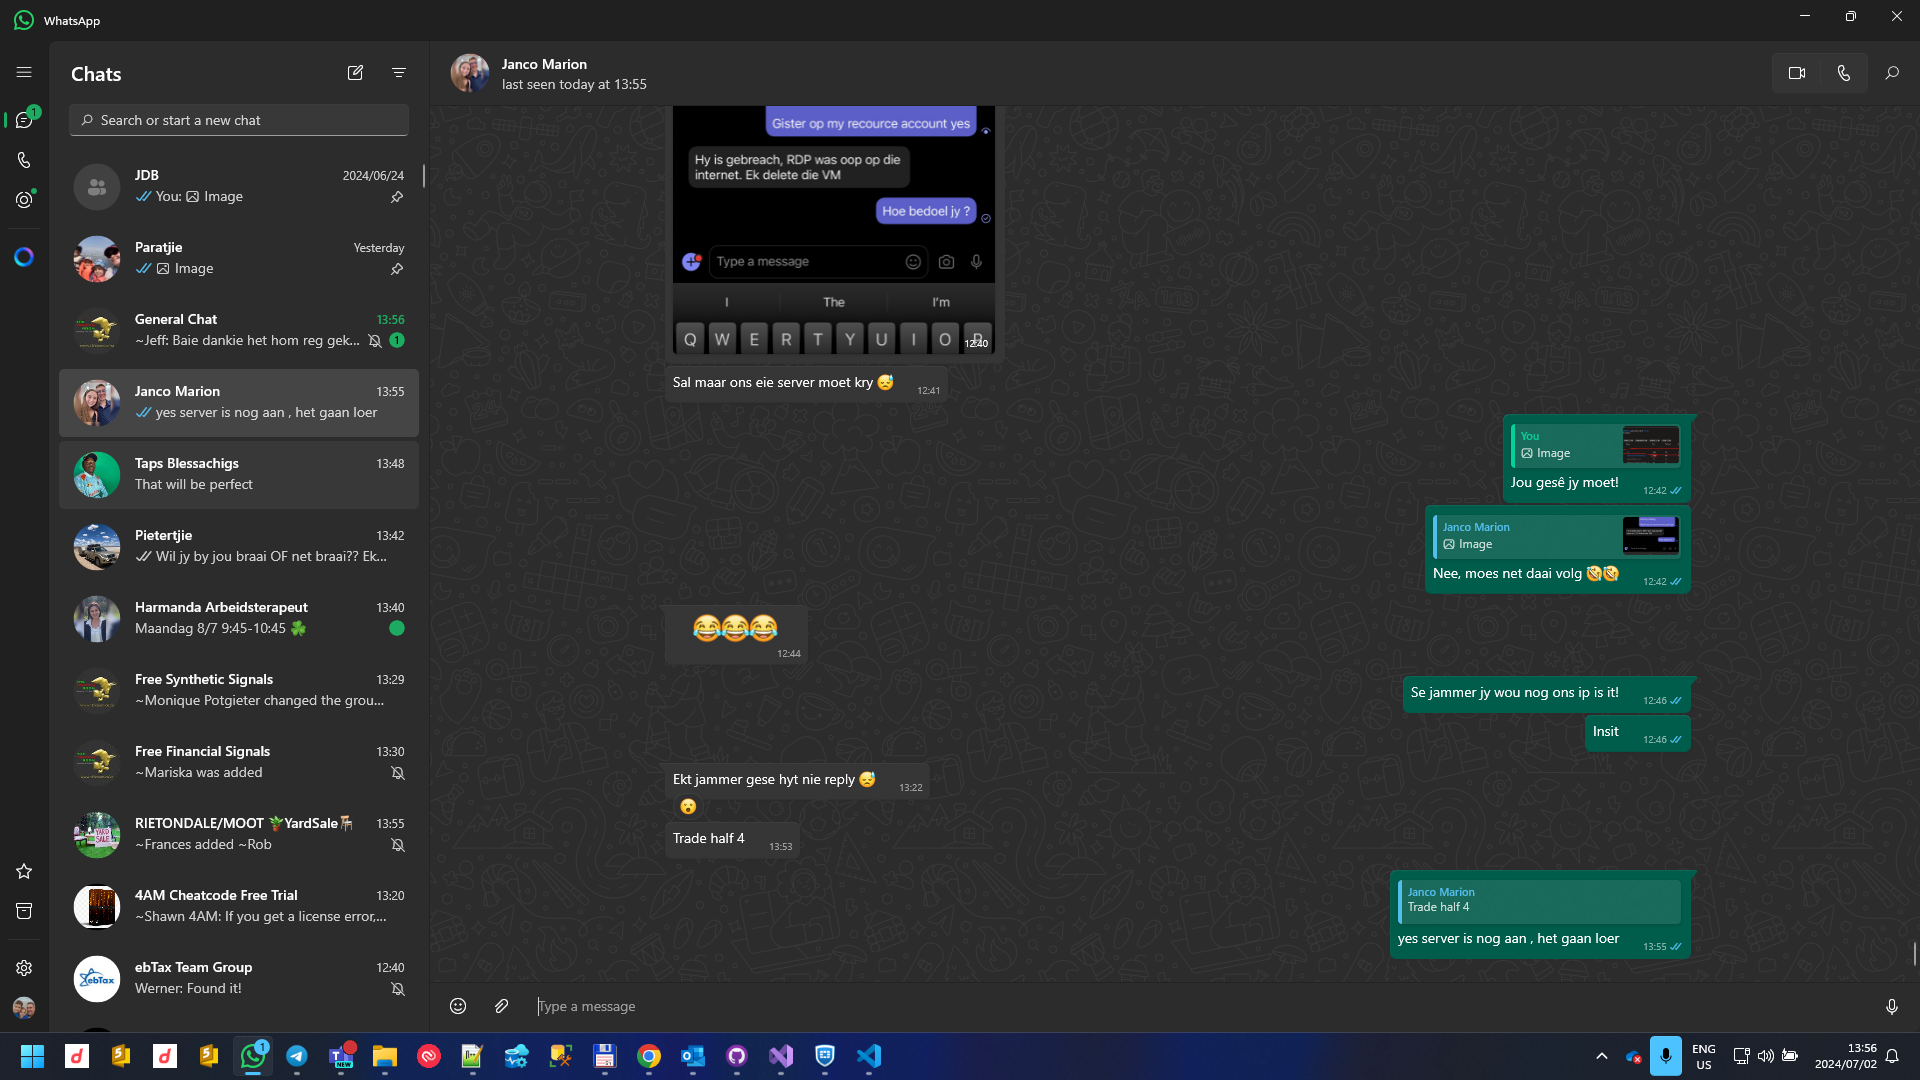 WhatsApp
Chats
Search or start a new chat
1
JDB
2024/06/24
You: Image
Paratjie
Yesterday
Image
General Chat
13:56
~Jeff: Baie dankie het hom reg gek...
1
Janco Marion
13:55
yes server is nog aan , het gaan loer
Taps Blessachigs
13:48
That will be perfect
Pietertjie
13:42
Wil jy by jou braai OF net braai?? Ek...
Harmanda Arbeidsterapeut
13:40
Maandag 8/7 9:45-10:45 🍀
Free Synthetic Signals
13:29
~Monique Potgieter changed the grou...
Free Financial Signals
13:30
~Mariska was added
RIETONDALE/MOOT 🪴YardSale🪑
13:55
~Frances added ~Rob
4AM Cheatcode Free Trial
13:20
~Shawn 4AM: If you get a license error,...
ebTax Team Group
12:40
Werner: Found it!
Janco Marion
last seen today at 13:55
Gister op my recource account yes
Hy is gebreach, RDP was oop op die
internet. Ek delete die VM
Hoe bedoel jy ?
Type a message
I The I'm
Q W E R T Y U I O P
12:40
Sal maar ons eie server moet kry 😓
12:41
You
Image
Jou gesê jy moet!
12:42
Janco Marion
Image
Nee, moes net daai volg 🤣🤣
12:42
😂😂😂
12:44
Se jammer jy wou nog ons ip is it!
12:46
Insit
12:46
Ekt jammer gese hyt nie reply 😓
13:22
😮
Trade half 4
13:53
Janco Marion
Trade half 4
yes server is nog aan , het gaan loer
13:55
Type a message
1
NEW
ENG
US
13:56
2024/07/02